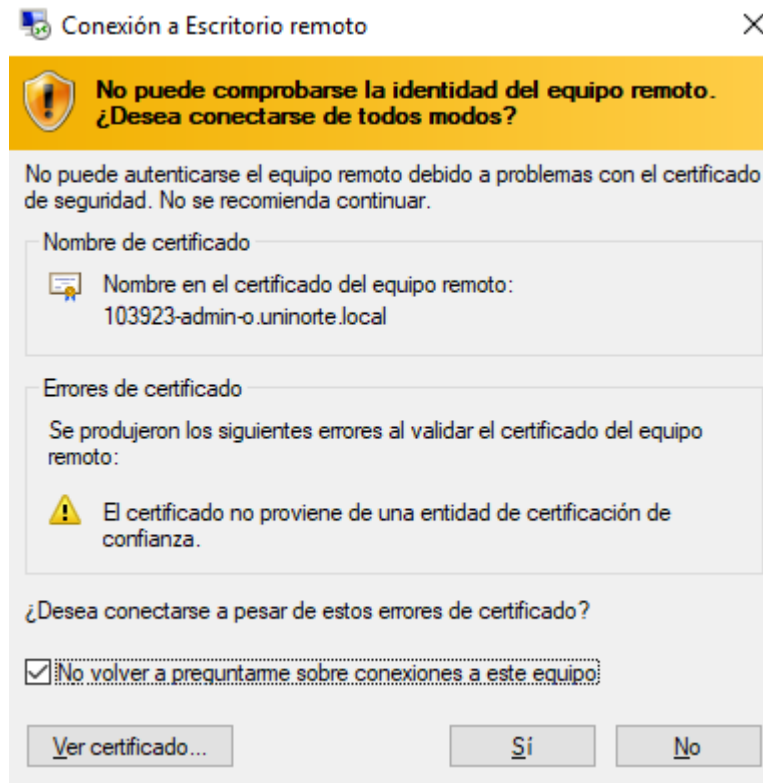 Conexión a Escritorio remoto
No puede comprobarse la identidad del equipo remoto.
¿Desea conectarse de todos modos?
No puede autenticarse el equipo remoto debido a problemas con el certificado
de seguridad. No se recomienda continuar.
Nombre de certificado
Nombre en el certificado del equipo remoto:
103923-admin-o.uninorte.local
Errores de certificado
Se produjeron los siguientes errores al validar el certificado del equipo
remoto:
El certificado no proviene de una entidad de certificación de
confianza.
¿Desea conectarse a pesar de estos errores de certificado?
No volver a preguntarme sobre conexiones a este equipo
Ver certificado...
Sí
No